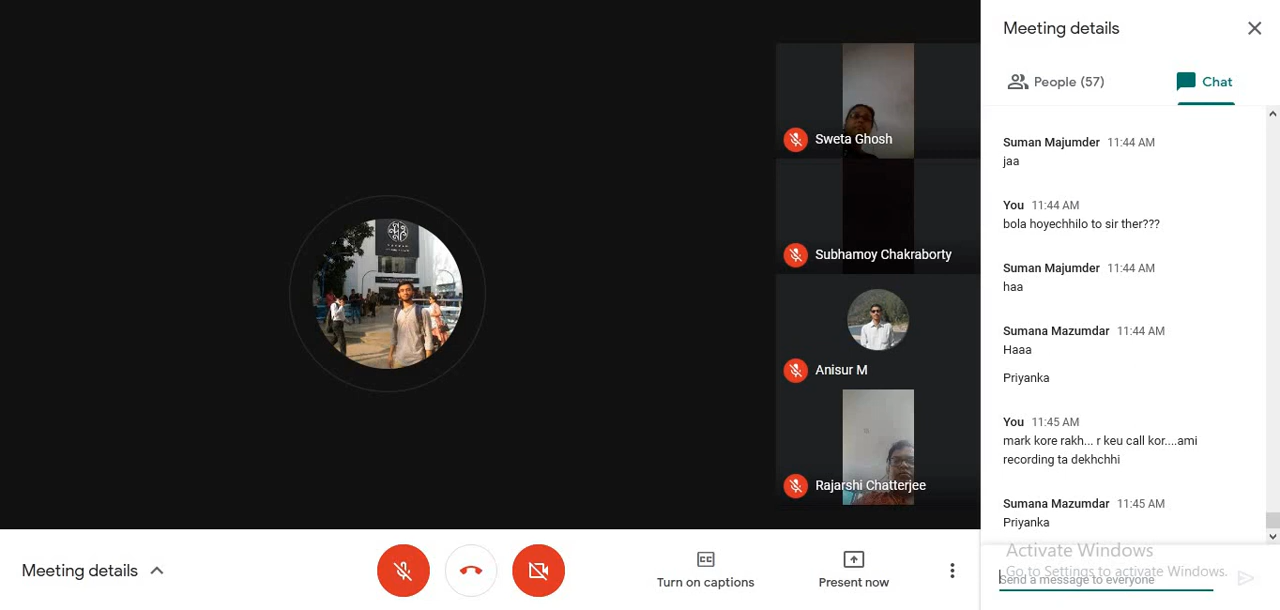 Meeting details
People (57)
Chat
Suman Majumder 11:44 AM
jaa
You 11:44 AM
bola hoyechhilo to sir ther???
Suman Majumder 11:44 AM
haa
Sumana Mazumdar 11:44 AM
Haaa
Priyanka
You 11:45 AM
mark kore rakh... r keu call kor....ami
recording ta dekhchhi
Sumana Mazumdar 11:45 AM
Priyanka
Activate Windows
Go to Settings to activate Windows.
Send a message to everyone
Sweta Ghosh
Subhamoy Chakraborty
Anisur M
Rajarshi Chatterjee
Meeting details
Turn on captions
Present now